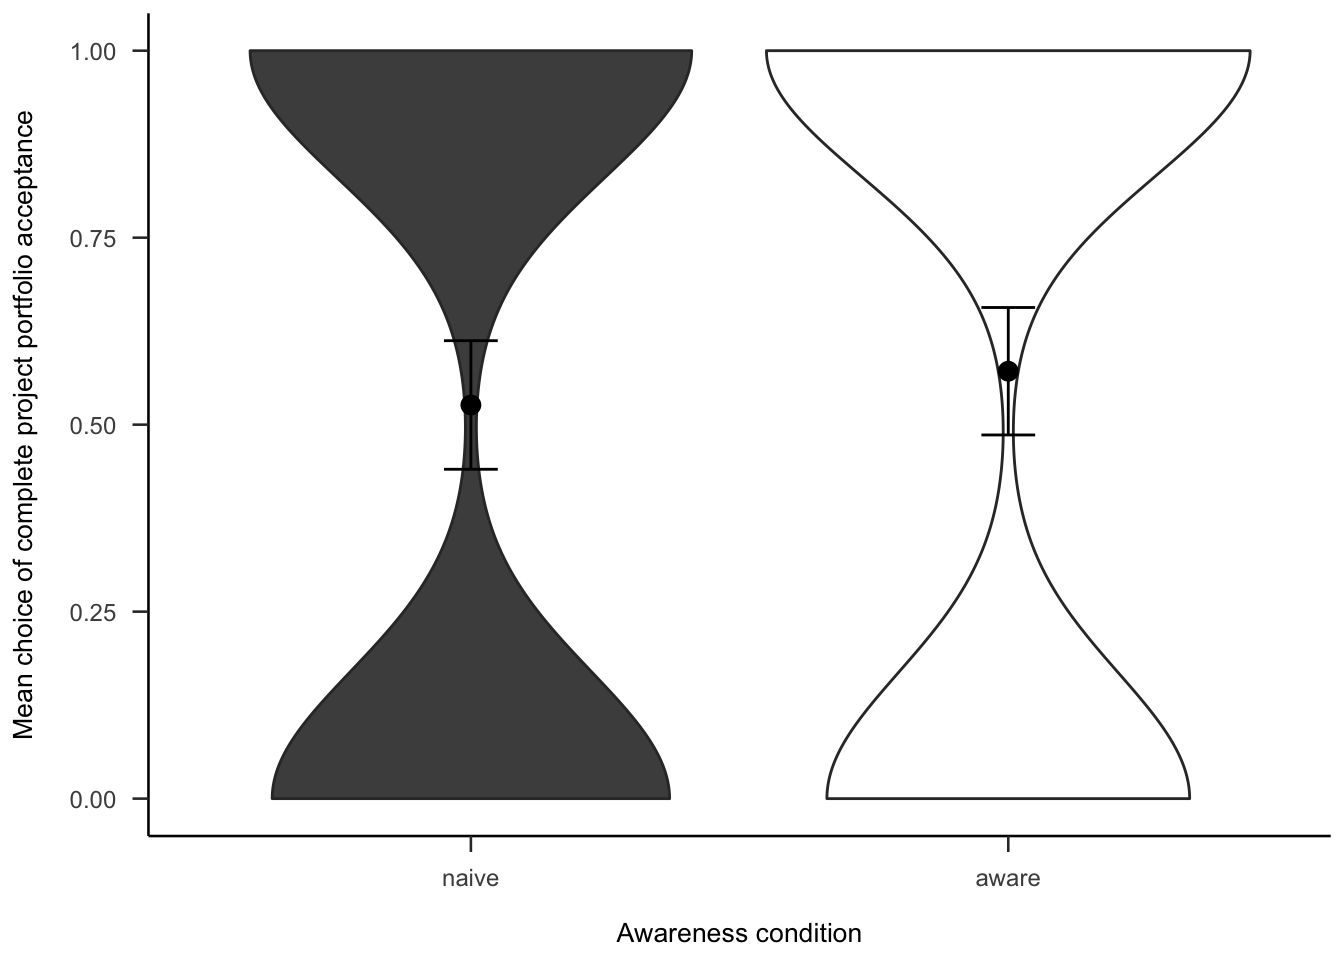 Mean choice of complete project portfolio acceptance
1.00
0.75
0.50
0.25
0.00
naive
aware
Awareness condition